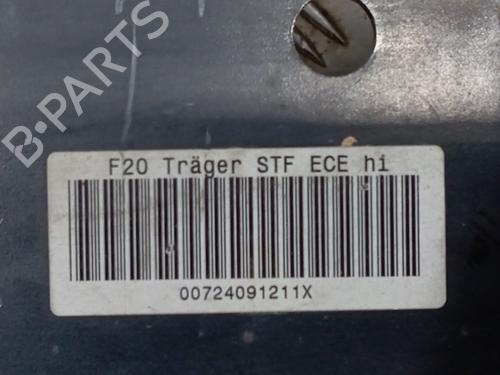 B-PARTS
F20 Träger STF ECE hi
00724091211X